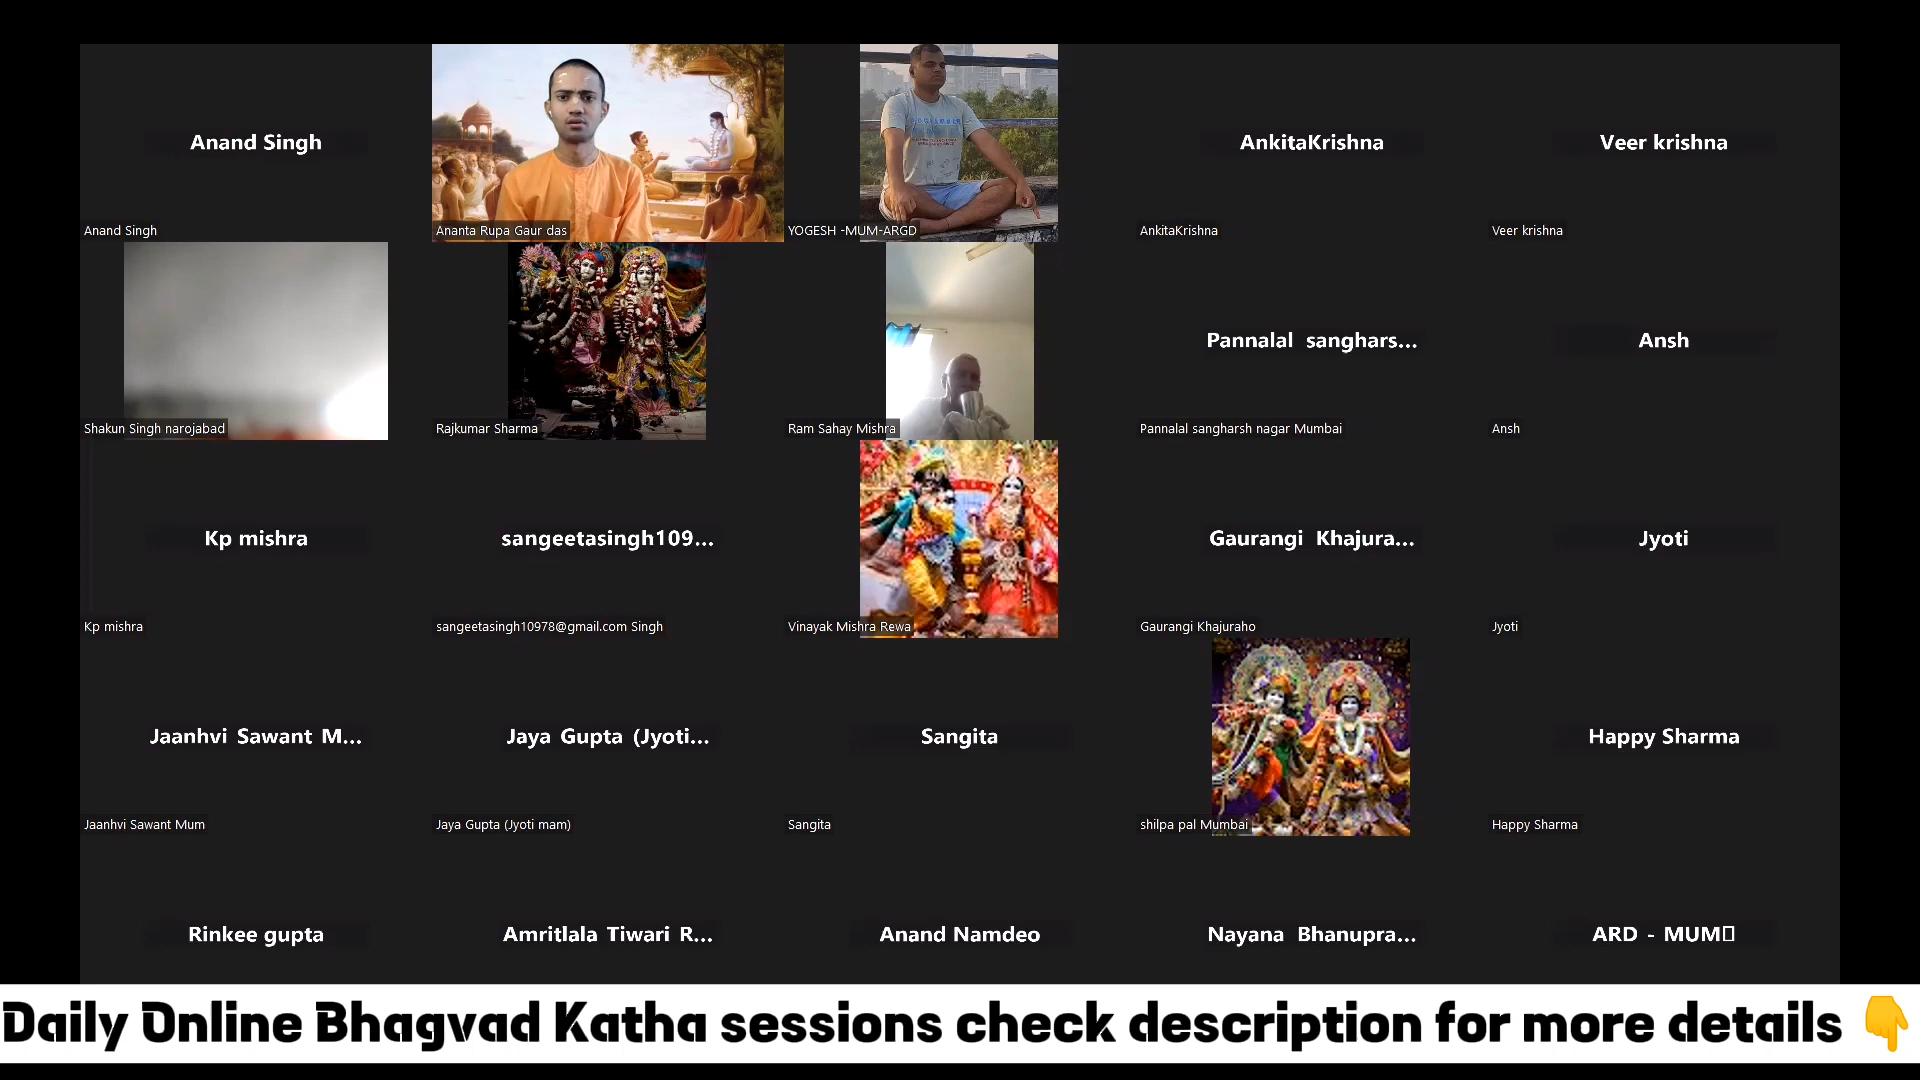 Anand Singh
AnkitaKrishna
Veer krishna
Anand Singh
Ananta Rupa Gaur das
YOGESH -MUM-ARGD
AnkitaKrishna
Veer krishna
Pannalal sanghars...
Ansh
Shakun Singh narojabad
Rajkumar Sharma
Ram Sahay Mishra
Pannalal sangharsh nagar Mumbai
Ansh
Kp mishra
sangeetasingh109...
Gaurangi Khajura...
Jyoti
Kp mishra
sangeetasingh10978@gmail.com Singh
Vinayak Mishra Rewa
Gaurangi Khajuraho
Jyoti
Jaanhvi Sawant M...
Jaya Gupta (Jyoti...
Sangita
Happy Sharma
Jaanhvi Sawant Mum
Jaya Gupta (Jyoti mam)
Sangita
shilpa pal Mumbai
Happy Sharma
Rinkee gupta
Amritlala Tiwari R...
Anand Namdeo
Nayana Bhanupra...
ARD - MUM
Daily Online Bhagvad Katha sessions check description for more details 👇